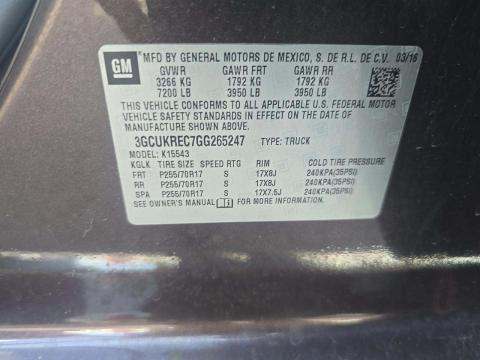 GM
MFD BY GENERAL MOTORS DE MEXICO, S. DE R.L. DE C.V. 03/16
GVWR GAWR FRT GAWR RR
3266 KG 1792 KG 1792 KG
7200 LB 3950 LB 3950 LB
THIS VEHICLE CONFORMS TO ALL APPLICABLE U.S. FEDERAL MOTOR
VEHICLE SAFETY STANDARDS IN EFFECT ON THE DATE OF
MANUFACTURE SHOWN ABOVE.
3GCUKREC7GG265247 TYPE: TRUCK
MODEL: K15543
KGLK TIRE SIZE SPEED RTG RIM COLD TIRE PRESSURE
FRT P255/70R17 S 17X8J 240KPA(35PSI)
RR P255/70R17 S 17X8J 240KPA(35PSI)
SPA P255/70R17 S 17X7.5J 240KPA(35PSI)
SEE OWNER'S MANUAL FOR MORE INFORMATION.